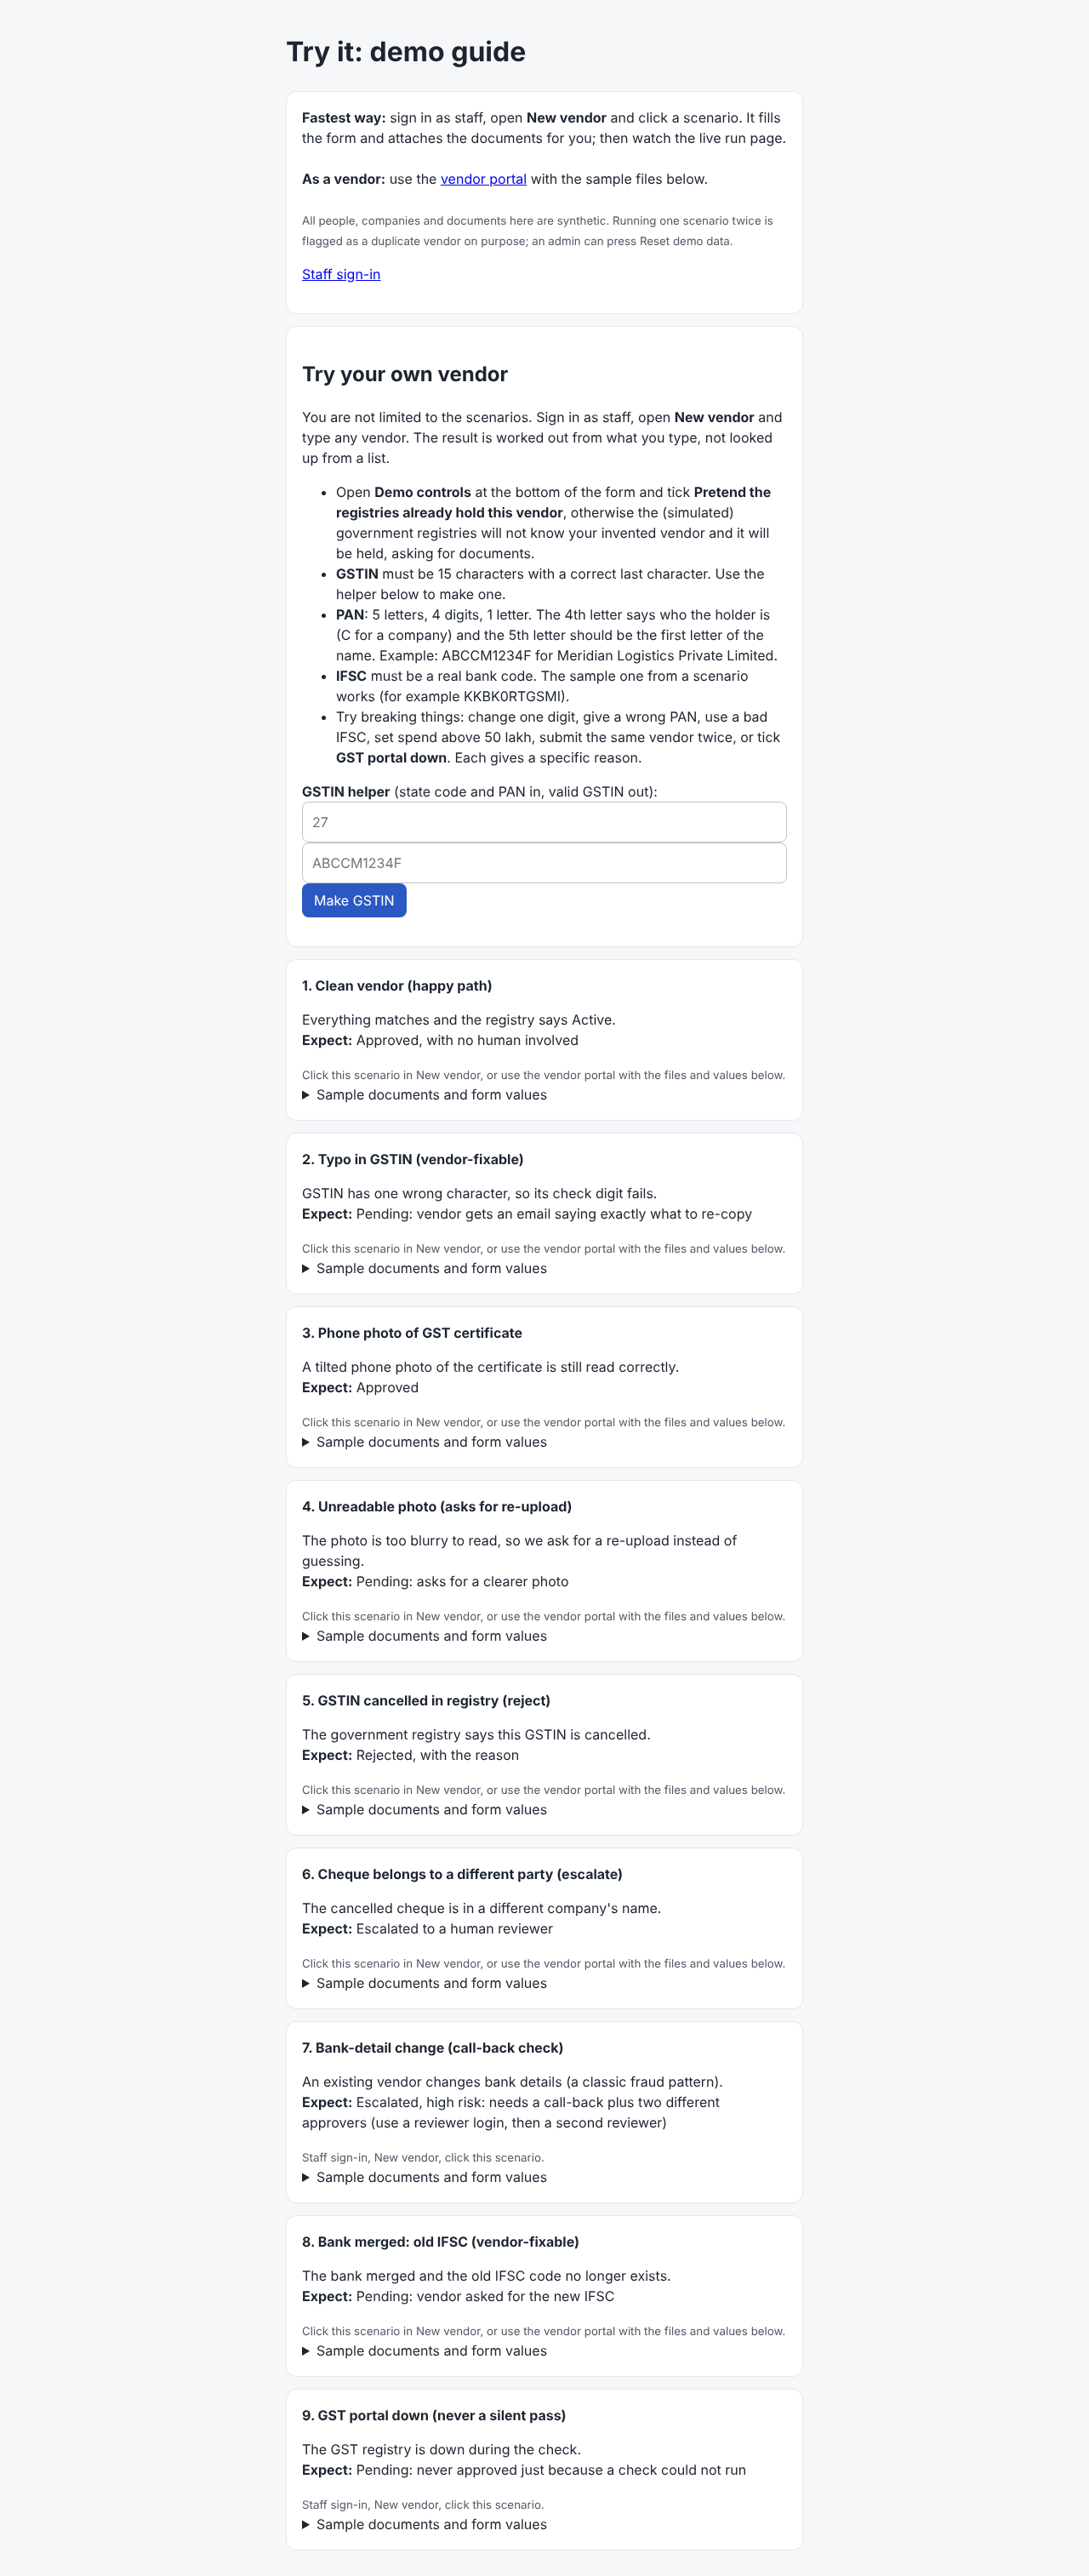 Try it: demo guide
Fastest way: sign in as staff, open New vendor and click a scenario. It fills
the form and attaches the documents for you; then watch the live run page.
As a vendor: use the vendor portal with the sample files below.
All people, companies and documents here are synthetic. Running one scenario twice is
flagged as a duplicate vendor on purpose; an admin can press Reset demo data.
Staff sign-in
Try your own vendor
You are not limited to the scenarios. Sign in as staff, open New vendor and
type any vendor. The result is worked out from what you type, not looked
up from a list.
• Open Demo controls at the bottom of the form and tick Pretend the
registries already hold this vendor, otherwise the (simulated)
government registries will not know your invented vendor and it will
be held, asking for documents.
• GSTIN must be 15 characters with a correct last character. Use the
helper below to make one.
• PAN: 5 letters, 4 digits, 1 letter. The 4th letter says who the holder is
(C for a company) and the 5th letter should be the first letter of the
name. Example: ABCCM1234F for Meridian Logistics Private Limited.
• IFSC must be a real bank code. The sample one from a scenario
works (for example KKBK0RTGSMI).
• Try breaking things: change one digit, give a wrong PAN, use a bad
IFSC, set spend above 50 lakh, submit the same vendor twice, or tick
GST portal down. Each gives a specific reason.
GSTIN helper (state code and PAN in, valid GSTIN out):
27
ABCCM1234F
Make GSTIN
1. Clean vendor (happy path)
Everything matches and the registry says Active.
Expect: Approved, with no human involved
Click this scenario in New vendor, or use the vendor portal with the files and values below.
▶ Sample documents and form values
2. Typo in GSTIN (vendor-fixable)
GSTIN has one wrong character, so its check digit fails.
Expect: Pending: vendor gets an email saying exactly what to re-copy
Click this scenario in New vendor, or use the vendor portal with the files and values below.
▶ Sample documents and form values
3. Phone photo of GST certificate
A tilted phone photo of the certificate is still read correctly.
Expect: Approved
Click this scenario in New vendor, or use the vendor portal with the files and values below.
▶ Sample documents and form values
4. Unreadable photo (asks for re-upload)
The photo is too blurry to read, so we ask for a re-upload instead of
guessing.
Expect: Pending: asks for a clearer photo
Click this scenario in New vendor, or use the vendor portal with the files and values below.
▶ Sample documents and form values
5. GSTIN cancelled in registry (reject)
The government registry says this GSTIN is cancelled.
Expect: Rejected, with the reason
Click this scenario in New vendor, or use the vendor portal with the files and values below.
▶ Sample documents and form values
6. Cheque belongs to a different party (escalate)
The cancelled cheque is in a different company's name.
Expect: Escalated to a human reviewer
Click this scenario in New vendor, or use the vendor portal with the files and values below.
▶ Sample documents and form values
7. Bank-detail change (call-back check)
An existing vendor changes bank details (a classic fraud pattern).
Expect: Escalated, high risk: needs a call-back plus two different
approvers (use a reviewer login, then a second reviewer)
Staff sign-in, New vendor, click this scenario.
▶ Sample documents and form values
8. Bank merged: old IFSC (vendor-fixable)
The bank merged and the old IFSC code no longer exists.
Expect: Pending: vendor asked for the new IFSC
Click this scenario in New vendor, or use the vendor portal with the files and values below.
▶ Sample documents and form values
9. GST portal down (never a silent pass)
The GST registry is down during the check.
Expect: Pending: never approved just because a check could not run
Staff sign-in, New vendor, click this scenario.
▶ Sample documents and form values